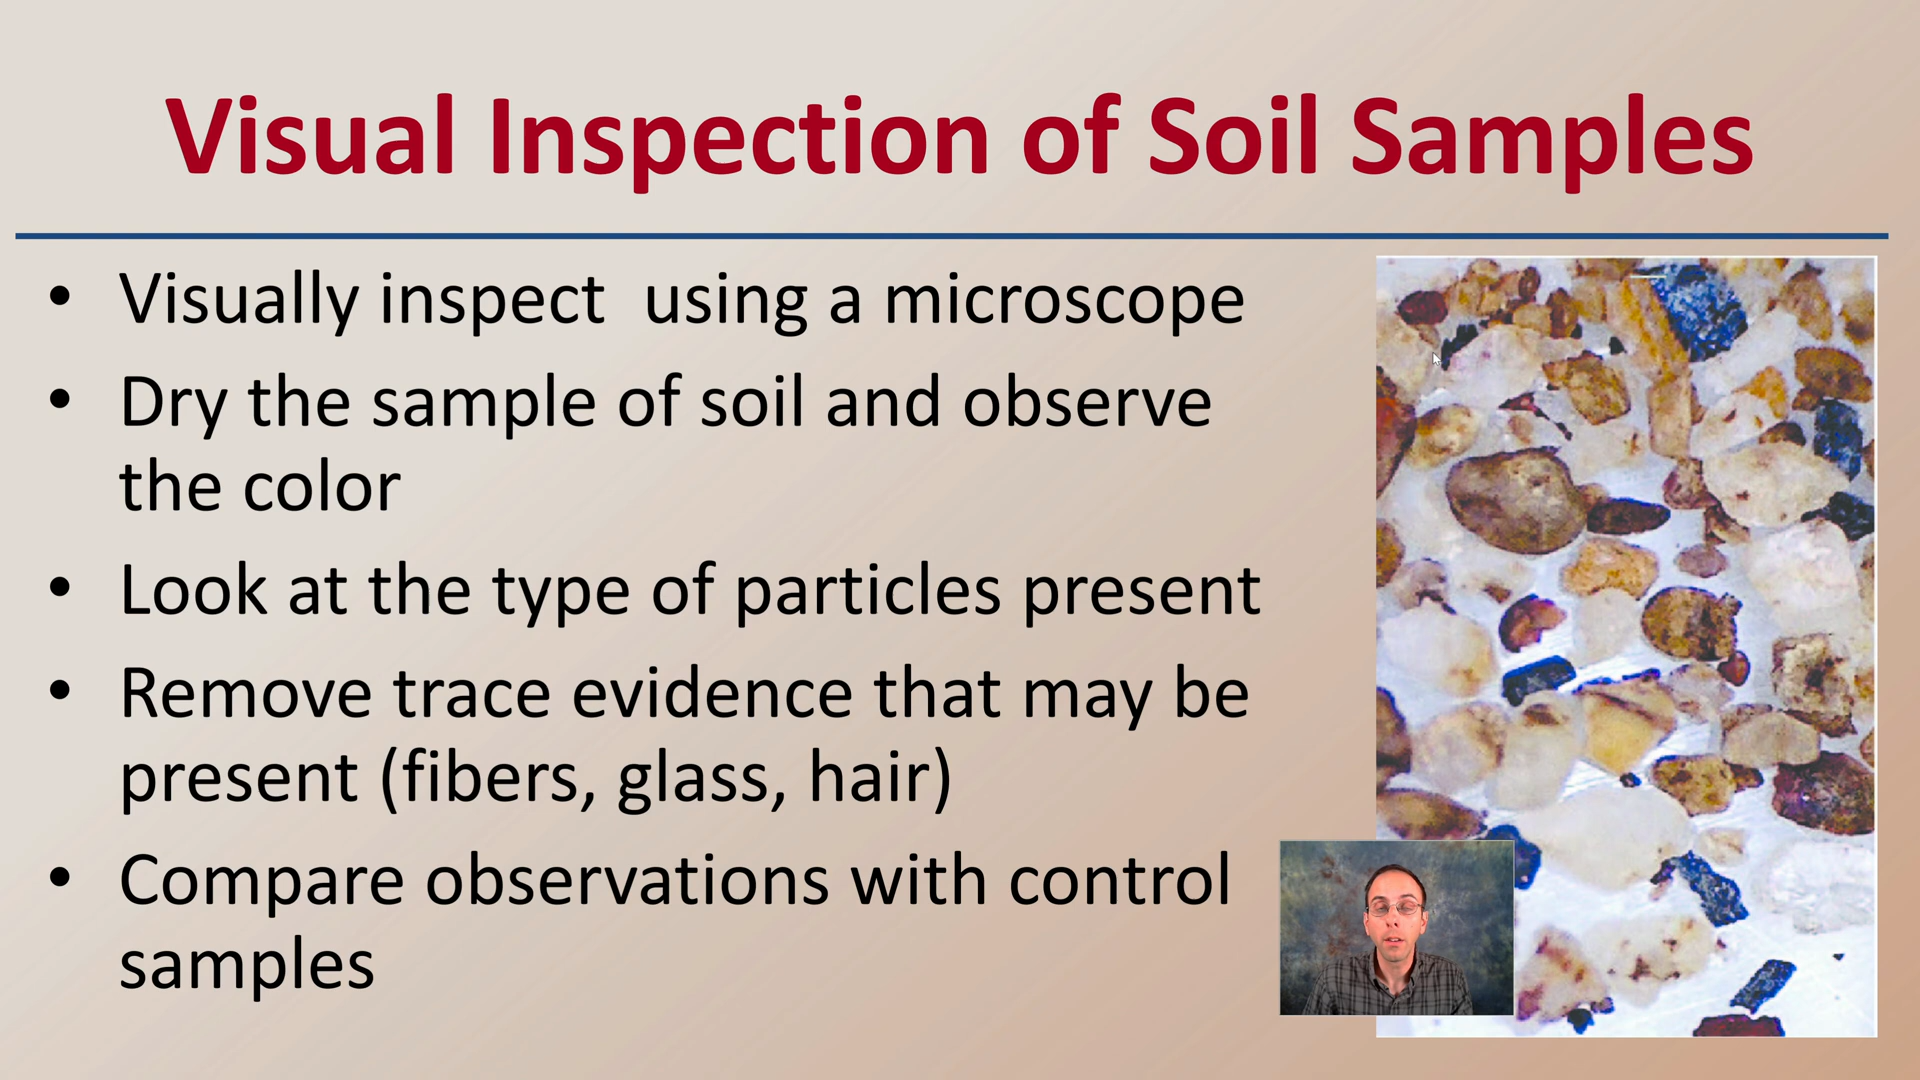 Visual Inspection of Soil Samples
• Visually inspect  using a microscope
• Dry the sample of soil and observe
the color
• Look at the type of particles present
• Remove trace evidence that may be
present (fibers, glass, hair)
• Compare observations with control
samples